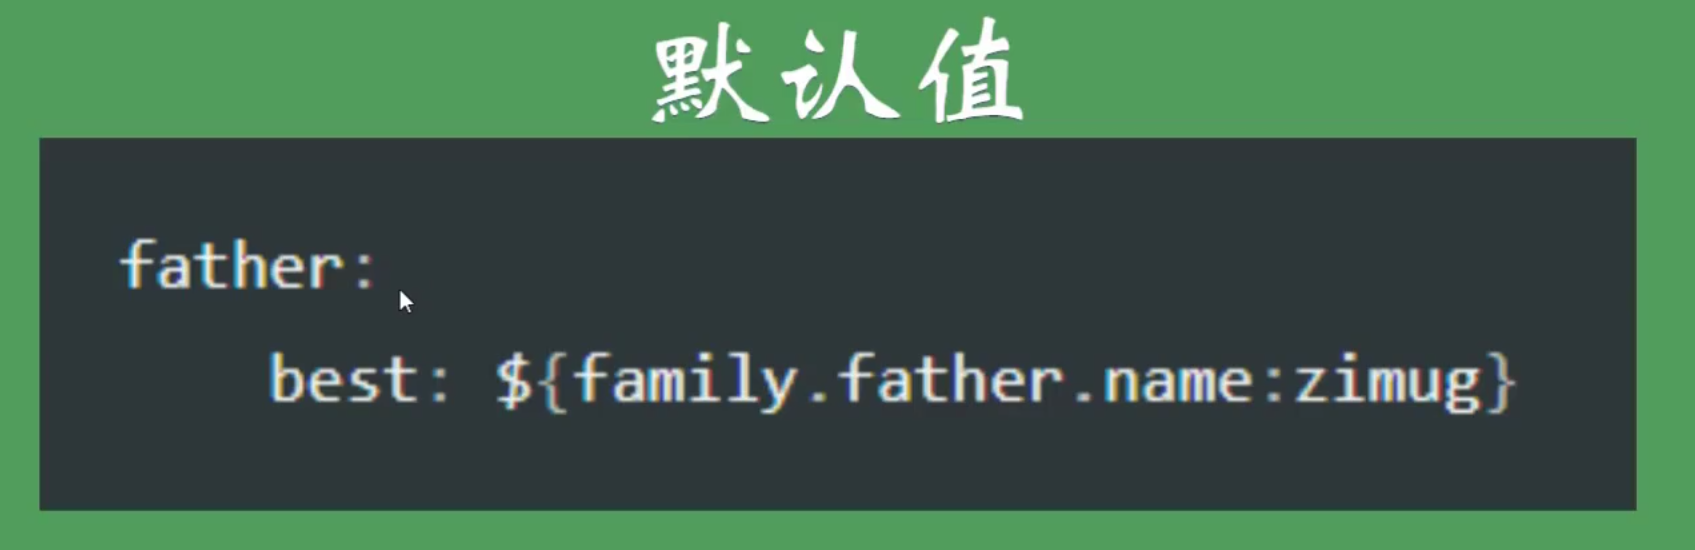 默认值
father:
best: ${family.father.name:zimug}